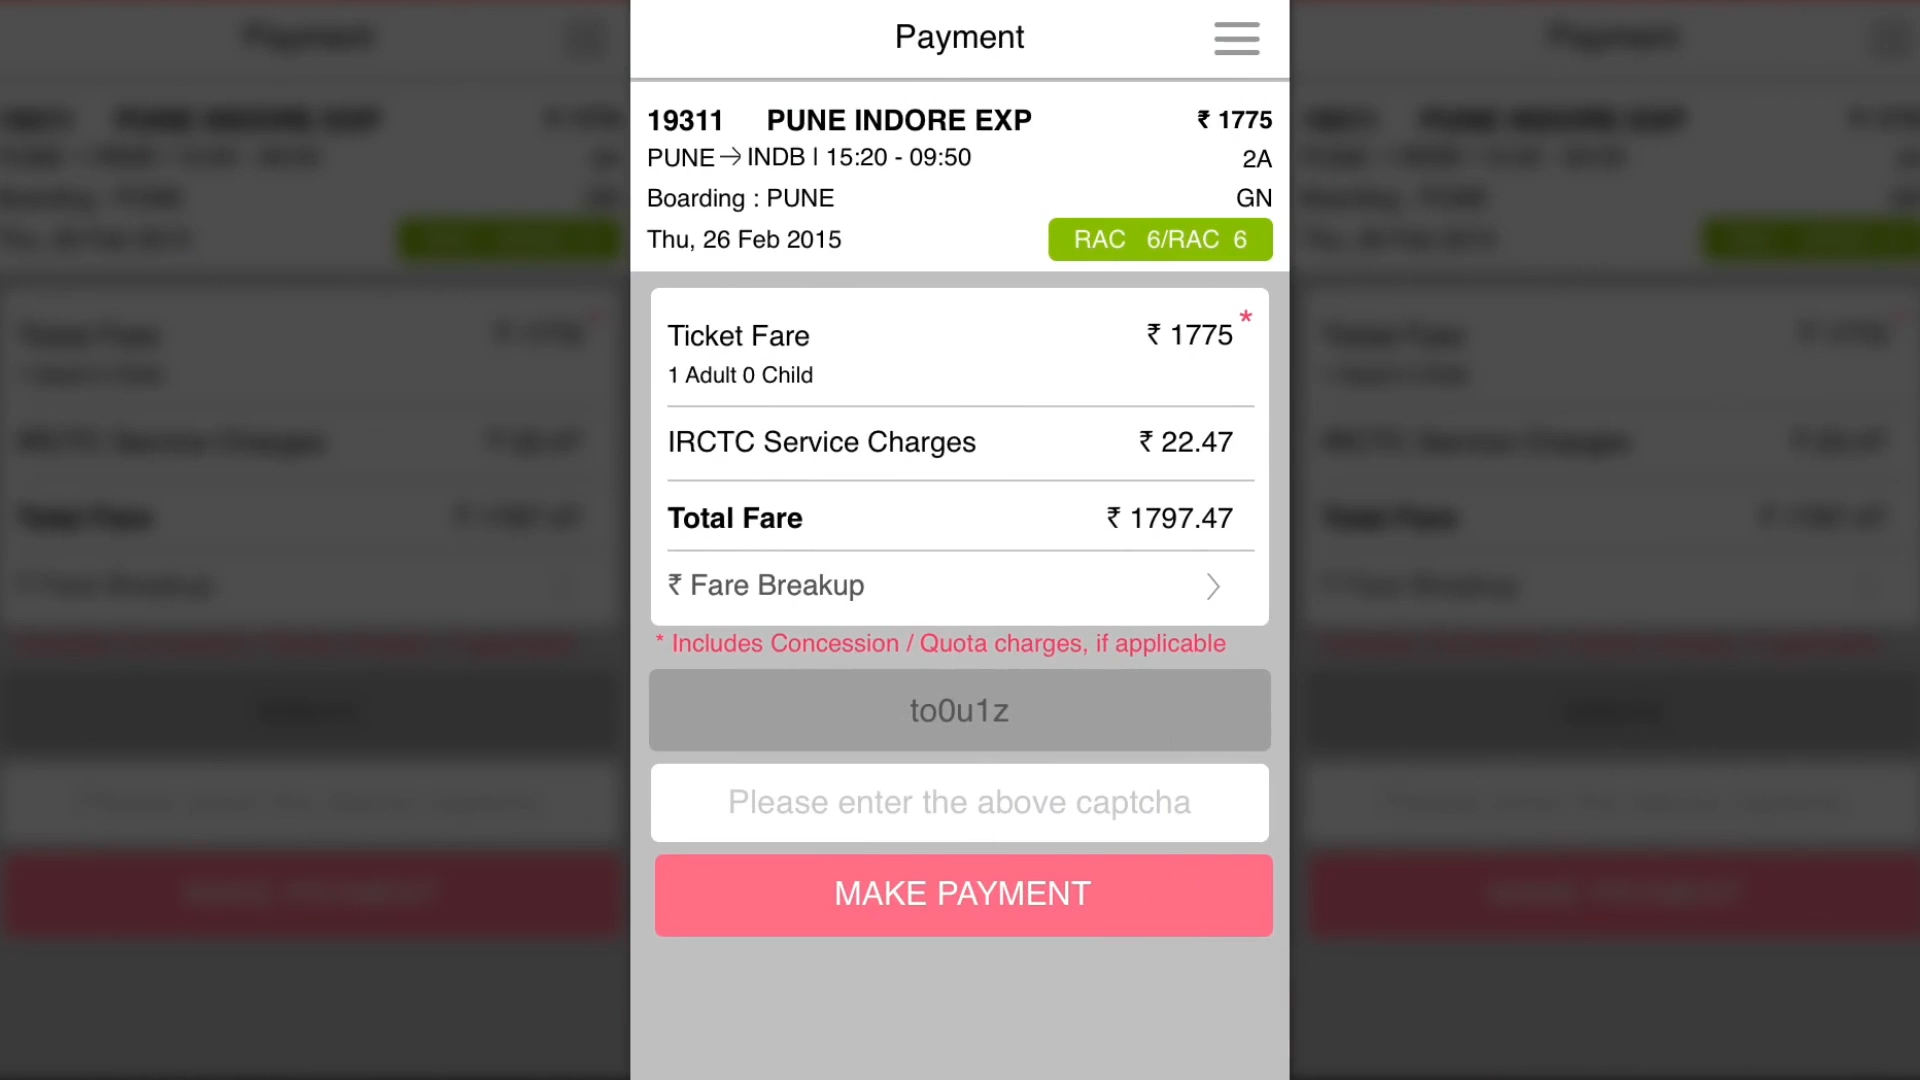 Payment
19311 PUNE INDORE EXP ₹ 1775
PUNE→INDB | 15:20 - 09:50 2A
Boarding : PUNE GN
Thu, 26 Feb 2015 RAC 6/RAC 6
Ticket Fare ₹ 1775 *
1 Adult 0 Child
IRCTC Service Charges ₹ 22.47
Total Fare ₹ 1797.47
₹ Fare Breakup
* Includes Concession / Quota charges, if applicable
to0u1z
Please enter the above captcha
MAKE PAYMENT